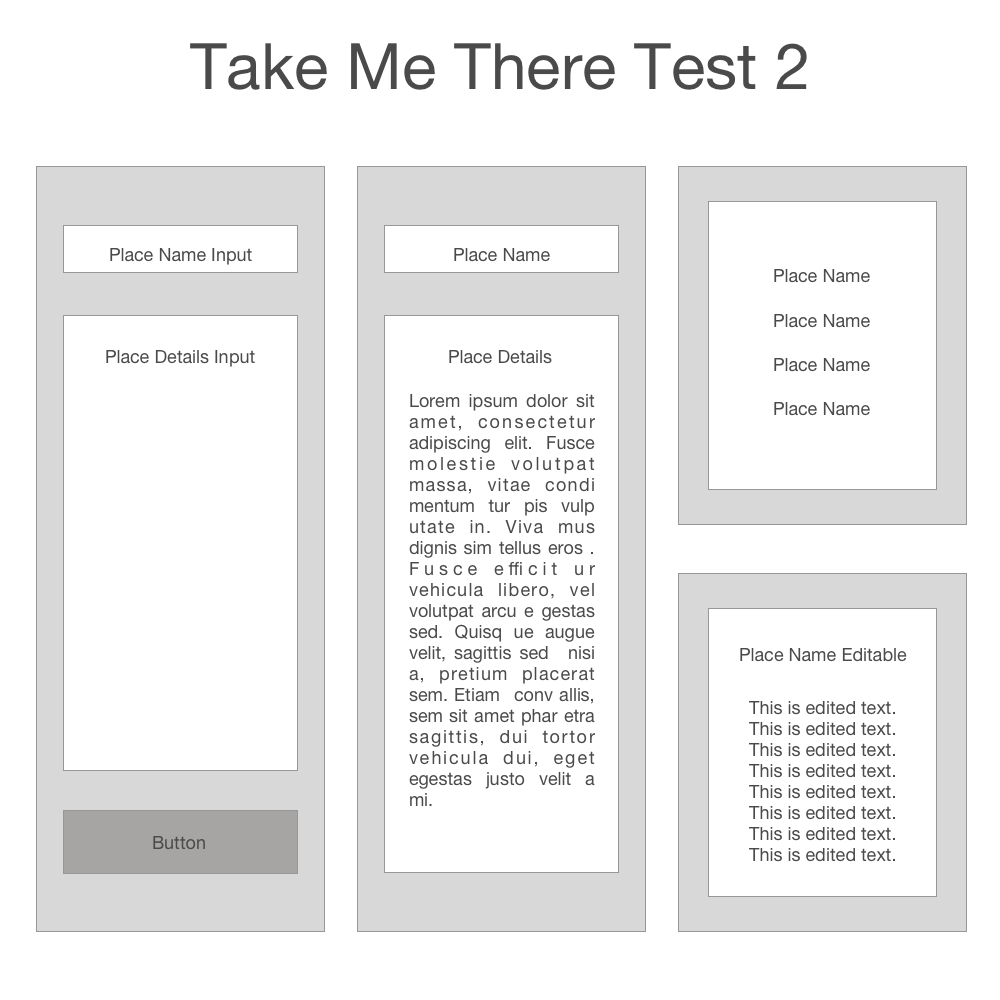 Take Me There Test 2
Place Name Input
Place Details Input
Button
Place Name
Place Details
Lorem ipsum dolor sit
amet, consectetur
adipiscing elit. Fusce
molestie volutpat
massa, vitae condi
mentum tur pis vulp
utate in. Viva mus
dignis sim tellus eros .
Fusce efficit ur
vehicula libero, vel
volutpat arcu e gestas
sed. Quisq ue augue
velit, sagittis sed nisi
a, pretium placerat
sem. Etiam conv allis,
sem sit amet phar etra
sagittis, dui tortor
vehicula dui, eget
egestas justo velit a
mi.
Place Name
Place Name
Place Name
Place Name
Place Name Editable
This is edited text.
This is edited text.
This is edited text.
This is edited text.
This is edited text.
This is edited text.
This is edited text.
This is edited text.